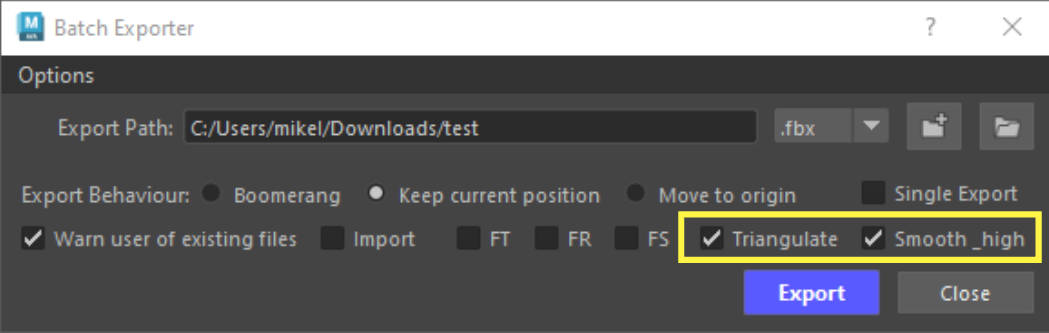 M Batch Exporter ? ×
Options
Export Path: C:/Users/mikel/Downloads/test .fbx
Export Behaviour: Boomerang Keep current position Move to origin Single Export
Warn user of existing files Import FT FR FS Triangulate Smooth _high
Export Close